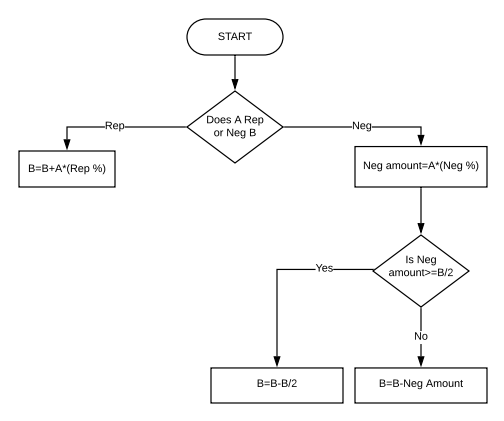 START
Does A Rep
or Neg B
Rep
Neg
B=B+A*(Rep %)
Neg amount=A*(Neg %)
Is Neg
amount>=B/2
Yes
No
B=B-B/2
B=B-Neg Amount